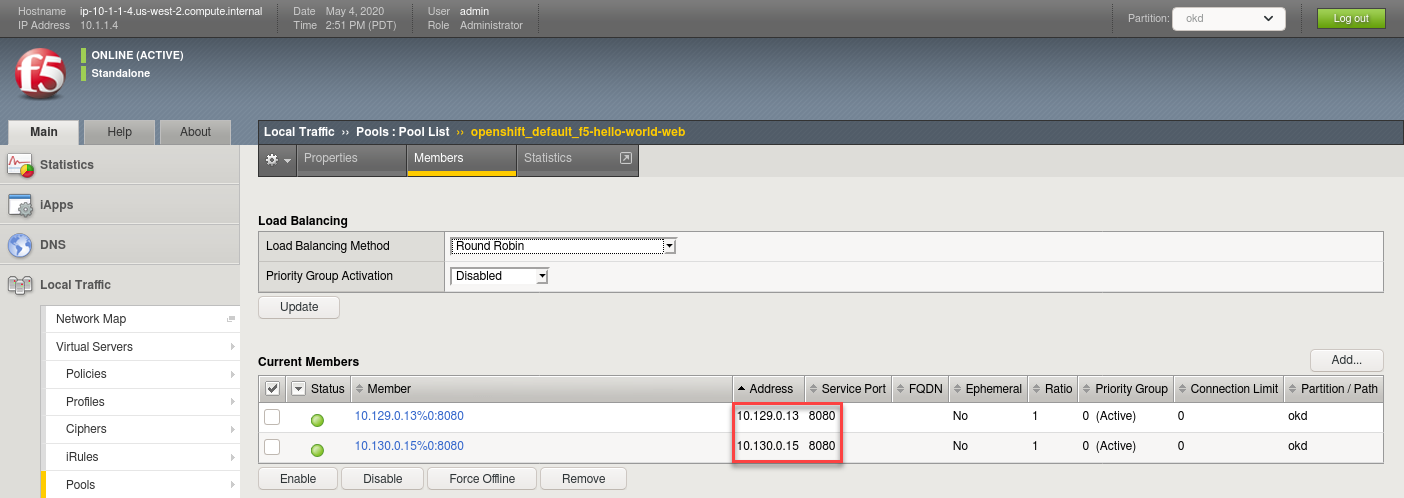 Hostname ip-10-1-1-4.us-west-2.compute.internal Date May 4, 2020 User admin
IP Address 10.1.1.4 Time 2:51 PM (PDT) Role Administrator
Partition: okd Log out
f5
ONLINE (ACTIVE)
Standalone
Main Help About
Local Traffic ›› Pools : Pool List ›› openshift_default_f5-hello-world-web
Properties Members Statistics
Statistics
iApps
DNS
Local Traffic
Network Map
Virtual Servers
Policies
Profiles
Ciphers
iRules
Pools
Load Balancing
Load Balancing Method Round Robin
Priority Group Activation Disabled
Update
Current Members Add...
Status Member Address Service Port FQDN Ephemeral Ratio Priority Group Connection Limit Partition / Path
10.129.0.13%0:8080 10.129.0.13 8080 No 1 0 (Active) 0 okd
10.130.0.15%0:8080 10.130.0.15 8080 No 1 0 (Active) 0 okd
Enable Disable Force Offline Remove